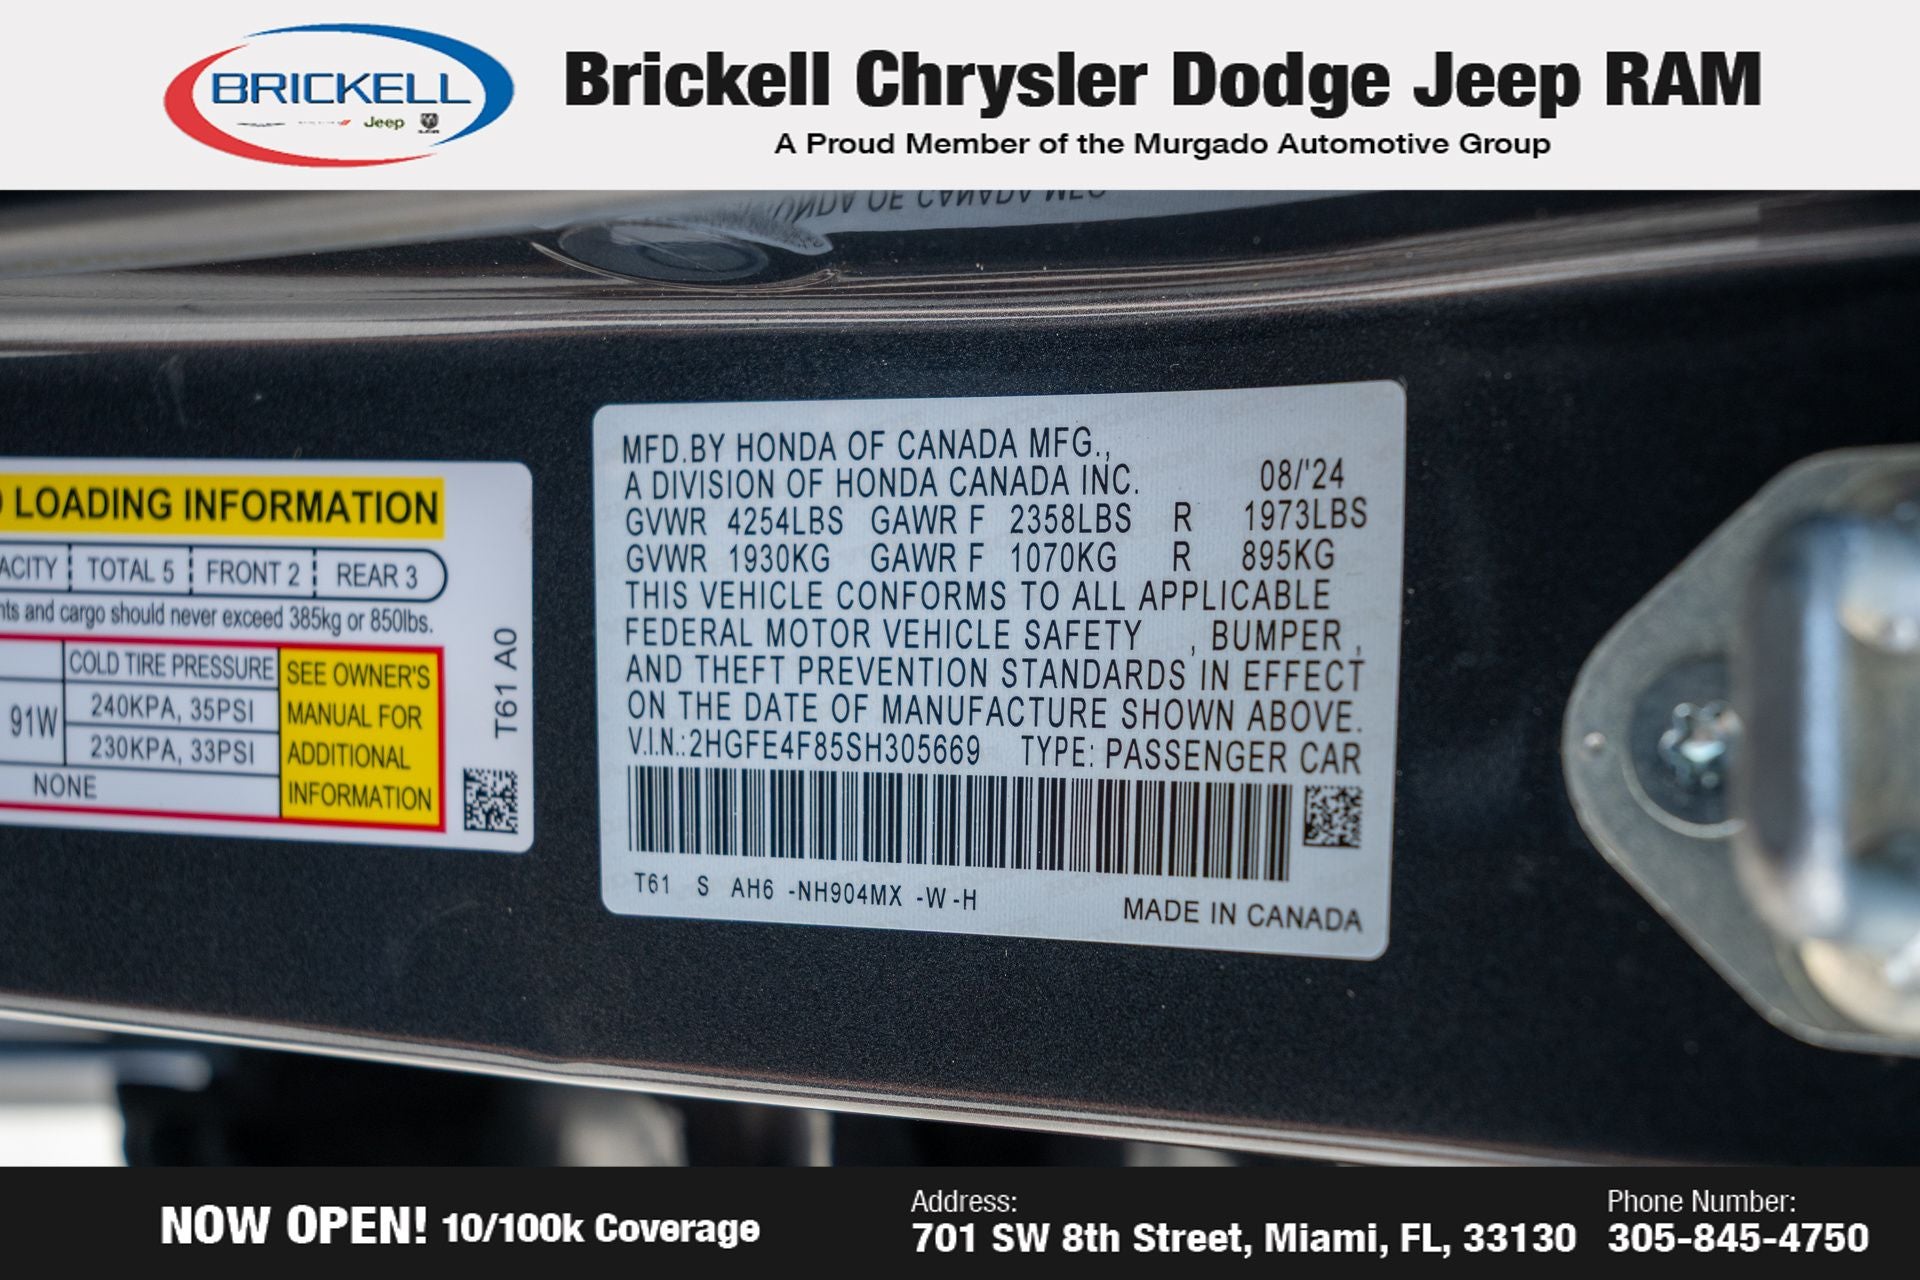 BRICKELL
Jeep
Brickell Chrysler Dodge Jeep RAM
A Proud Member of the Murgado Automotive Group
LOADING INFORMATION
TOTAL 5 FRONT 2 REAR 3
and cargo should never exceed 385kg or 850lbs.
COLD TIRE PRESSURE
91W
240KPA, 35PSI
230KPA, 33PSI
NONE
SEE OWNER'S
MANUAL FOR
ADDITIONAL
INFORMATION
T61 A0
MFD.BY HONDA OF CANADA MFG.,
A DIVISION OF HONDA CANADA INC. 08/'24
GVWR 4254LBS GAWR F 2358LBS R 1973LBS
GVWR 1930KG GAWR F 1070KG R 895KG
THIS VEHICLE CONFORMS TO ALL APPLICABLE
FEDERAL MOTOR VEHICLE SAFETY , BUMPER ,
AND THEFT PREVENTION STANDARDS IN EFFECT
ON THE DATE OF MANUFACTURE SHOWN ABOVE.
V.I.N.:2HGFE4F85SH305669 TYPE: PASSENGER CAR
T61 S AH6 -NH904MX -W-H
MADE IN CANADA
NOW OPEN! 10/100k Coverage
Address:
701 SW 8th Street, Miami, FL, 33130
Phone Number:
305-845-4750